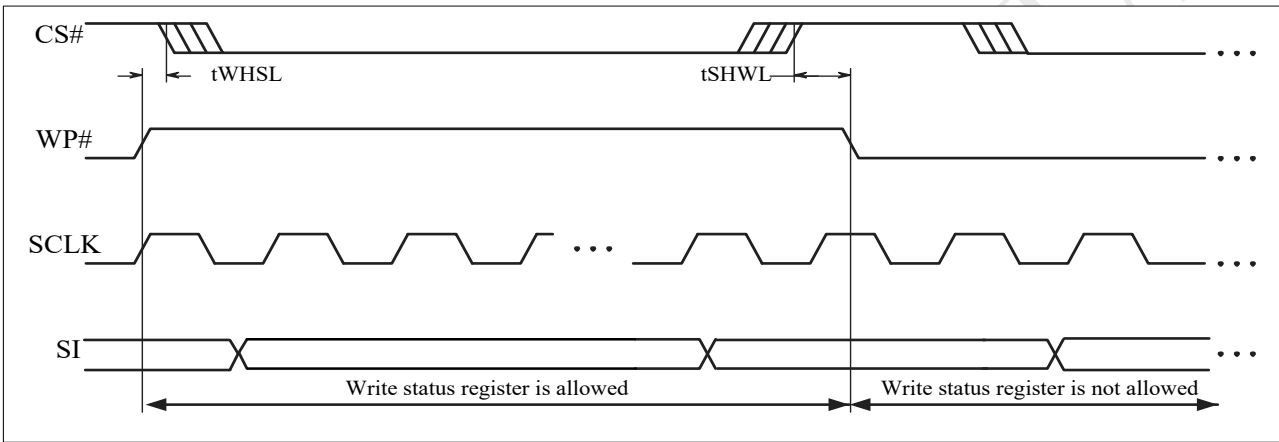 CS#
tWHSL
tSHWL
WP#
SCLK
SI
Write status register is allowed
Write status register is not allowed